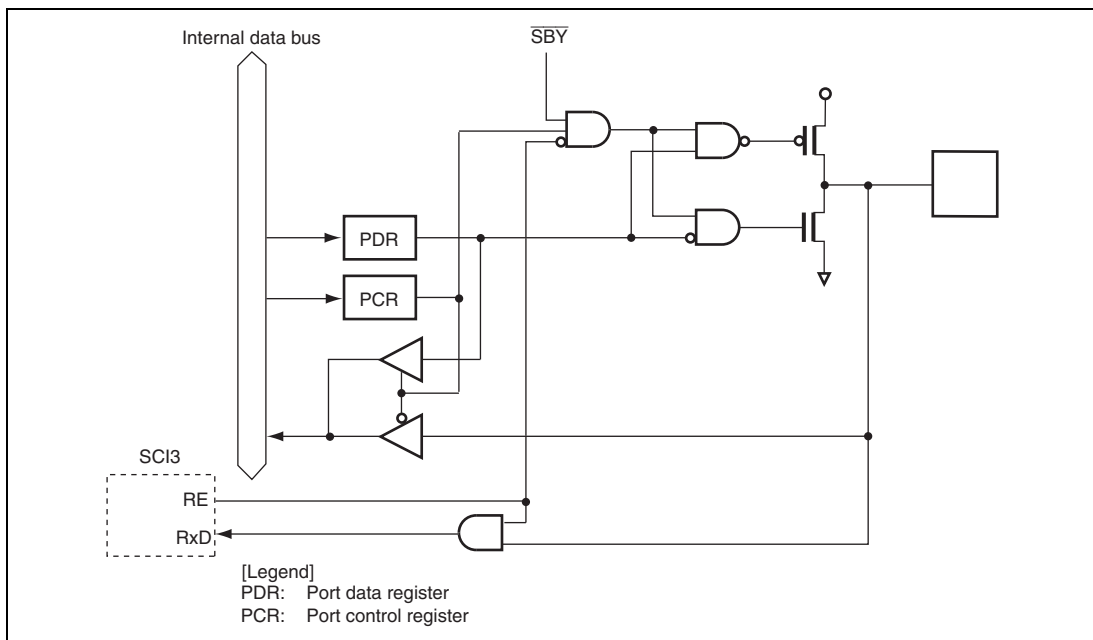 Internal data bus
SBY
PDR
PCR
SCI3
RE
RxD
[Legend]
PDR: Port data register
PCR: Port control register